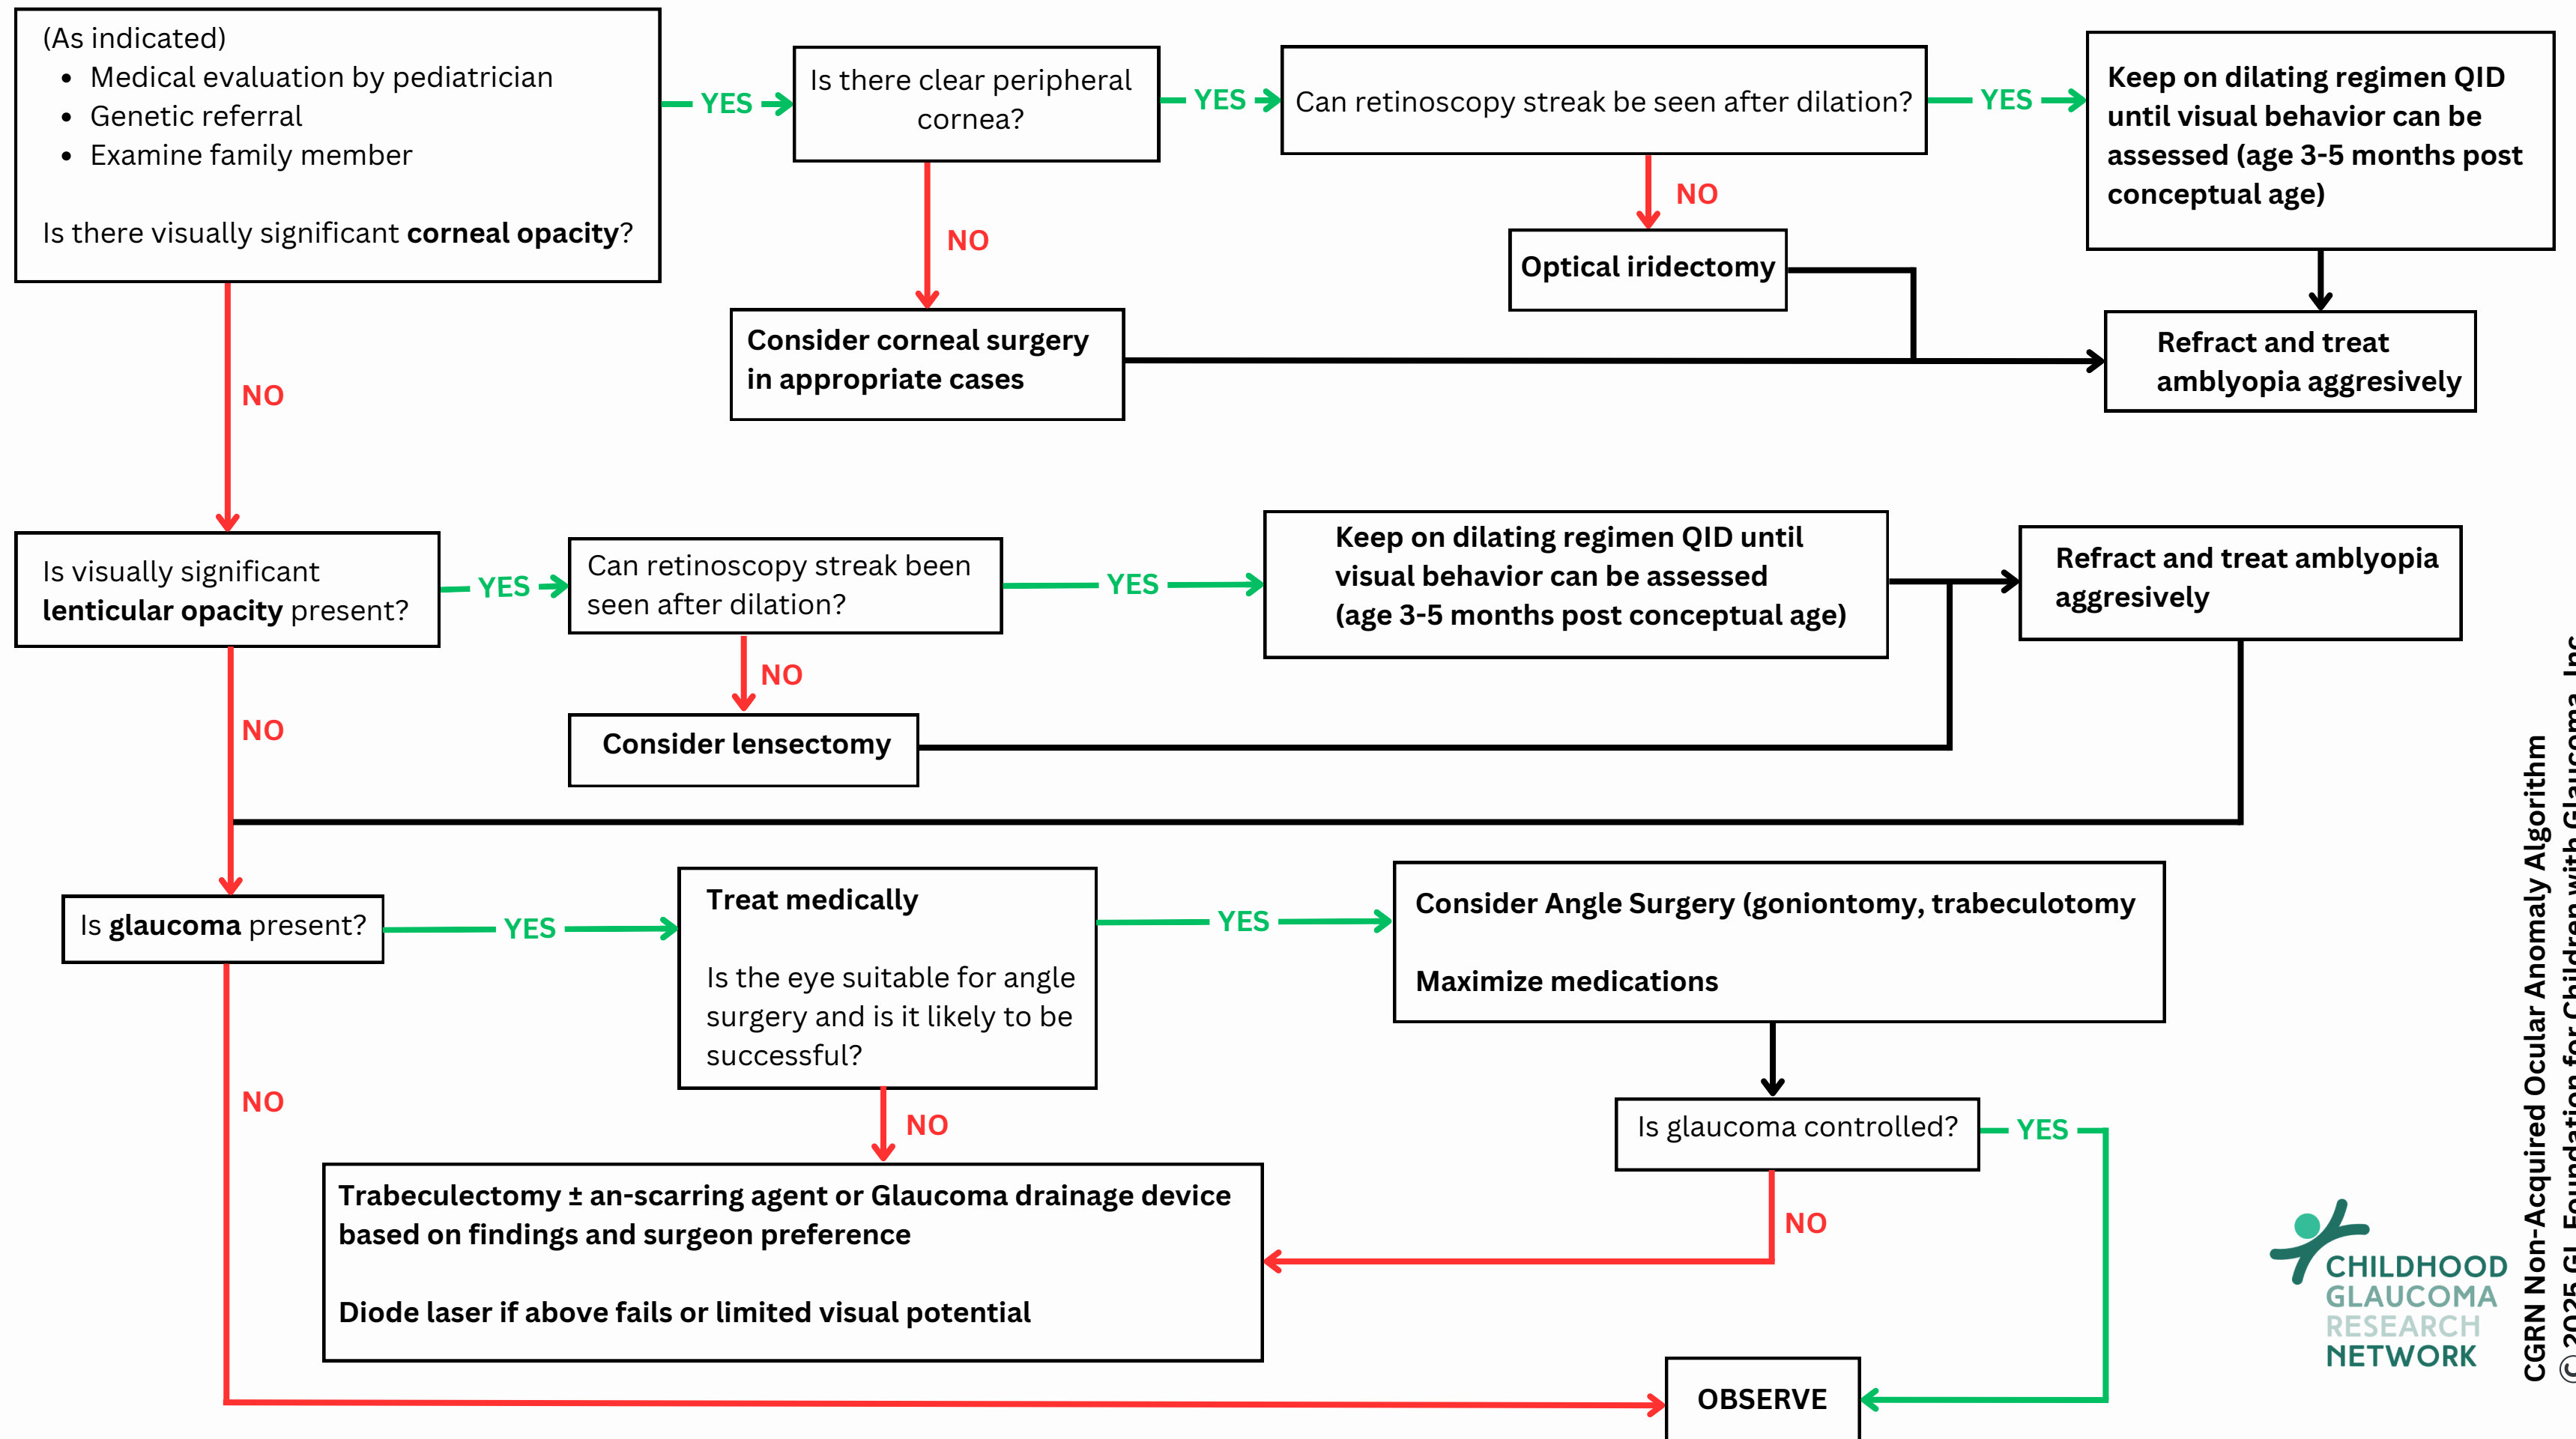 (As indicated)
• Medical evaluation by pediatrician
• Genetic referral
• Examine family member
Is there visually significant corneal opacity?
YES
Is there clear peripheral
cornea?
YES
Can retinoscopy streak be seen after dilation?
YES
Keep on dilating regimen QID
until visual behavior can be
assessed (age 3-5 months post
conceptual age)
NO
NO
Optical iridectomy
Consider corneal surgery
in appropriate cases
Refract and treat
amblyopia aggresively
NO
Is visually significant
lenticular opacity present?
YES
Can retinoscopy streak been
seen after dilation?
YES
Keep on dilating regimen QID until
visual behavior can be assessed
(age 3-5 months post conceptual age)
Refract and treat amblyopia
aggresively
NO
NO
Consider lensectomy
Is glaucoma present?
YES
Treat medically
Is the eye suitable for angle
surgery and is it likely to be
successful?
YES
Consider Angle Surgery (goniontomy, trabeculotomy
Maximize medications
NO
NO
Is glaucoma controlled?
YES
Trabeculectomy ± an-scarring agent or Glaucoma drainage device
based on findings and surgeon preference
Diode laser if above fails or limited visual potential
NO
OBSERVE
CHILDHOOD
GLAUCOMA
RESEARCH
NETWORK
CGRN Non-Acquired Ocular Anomaly Algorithm
© 2025 GL Foundation for Children with Glaucoma, Inc